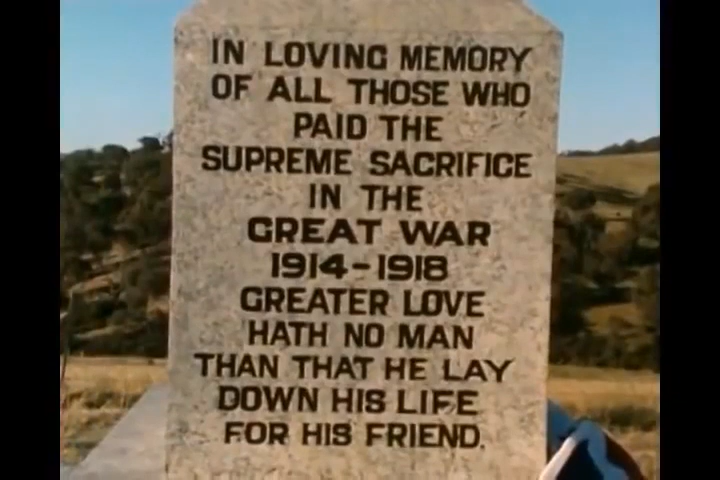 IN LOVING MEMORY
OF ALL THOSE WHO
PAID THE
SUPREME SACRIFICE
IN THE
GREAT WAR
1914-1918
GREATER LOVE
HATH NO MAN
THAN THAT HE LAY
DOWN HIS LIFE
FOR HIS FRIEND.